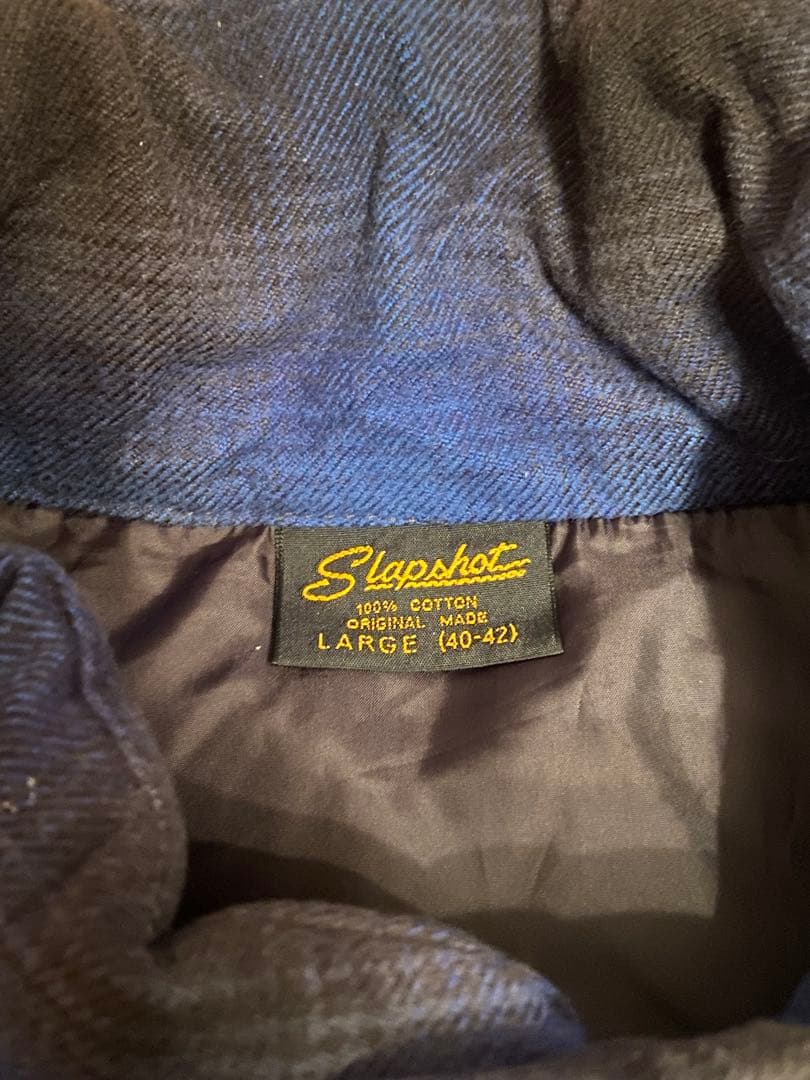 Slapshot
100% COTTON
ORIGINAL MADE
LARGE (40-42)